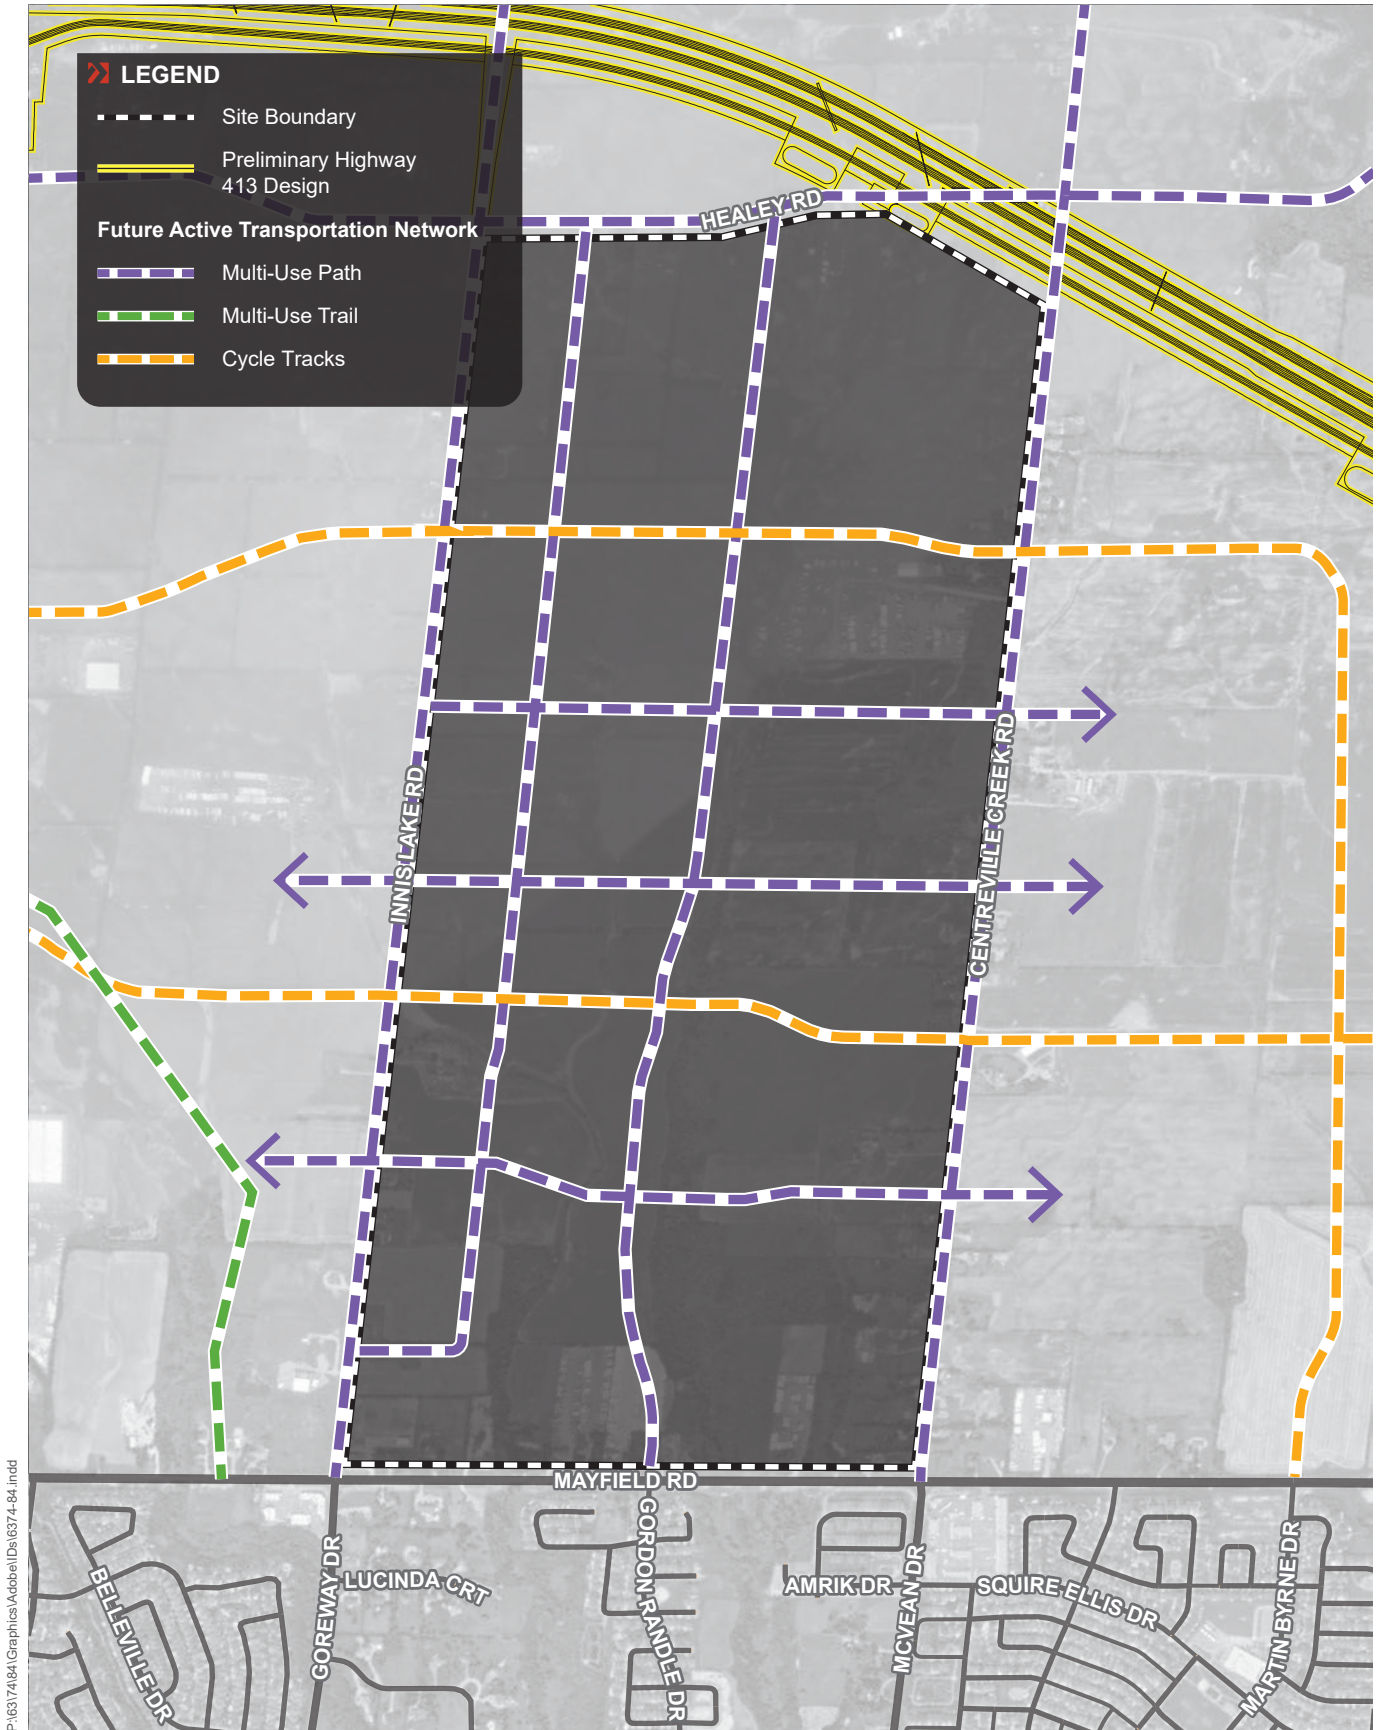 LEGEND
Site Boundary
Preliminary Highway
413 Design
Future Active Transportation Network
Multi-Use Path
Multi-Use Trail
Cycle Tracks
HEALEY RD
INNIS LAKE RD
CENTREVILLE CREEK RD
MAYFIELD RD
BELLEVILLE DR
GOREWAY DR
LUCINDA CRT
GORDON RANDLE DR
AMRIK DR
MCVEAN DR
SQUIRE ELLIS DR
MARTIN BYRNE DR
P:\63\74\84\Graphics\Adobe\IDs\6374-84.indd